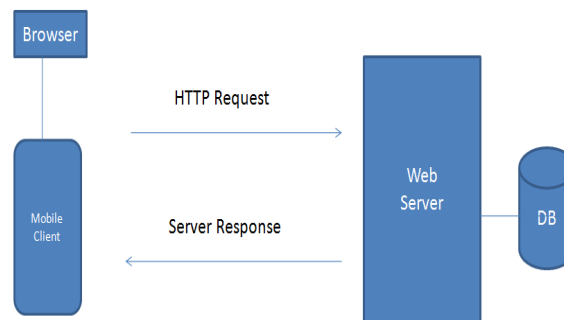 Browser
HTTP Request
Mobile
Client
Web
Server
Server Response
DB